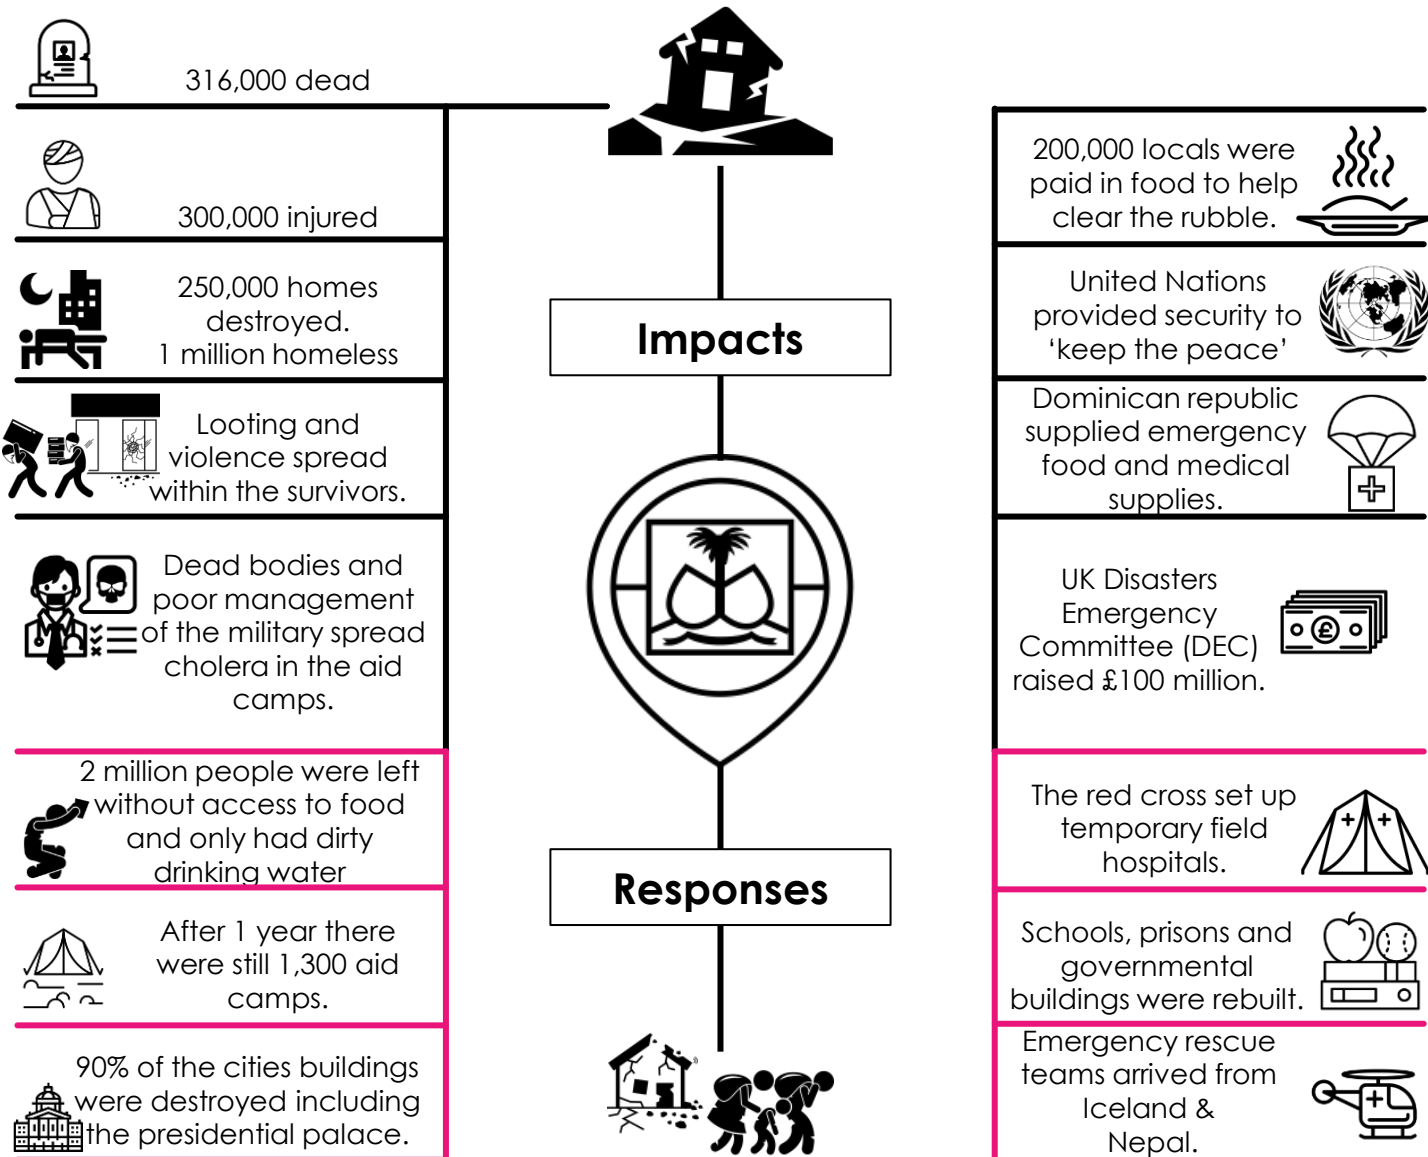 316,000 dead
300,000 injured
250,000 homes
destroyed.
1 million homeless
Looting and
violence spread
within the survivors.
Dead bodies and
poor management
of the military spread
cholera in the aid
camps.
2 million people were left
without access to food
and only had dirty
drinking water
After 1 year there
were still 1,300 aid
camps.
90% of the cities buildings
were destroyed including
the presidential palace.
Impacts
Responses
200,000 locals were
paid in food to help
clear the rubble.
United Nations
provided security to
‘keep the peace’
Dominican republic
supplied emergency
food and medical
supplies.
UK Disasters
Emergency
Committee (DEC)
raised £100 million.
£
The red cross set up
temporary field
hospitals.
Schools, prisons and
governmental
buildings were rebuilt.
Emergency rescue
teams arrived from
Iceland &
Nepal.